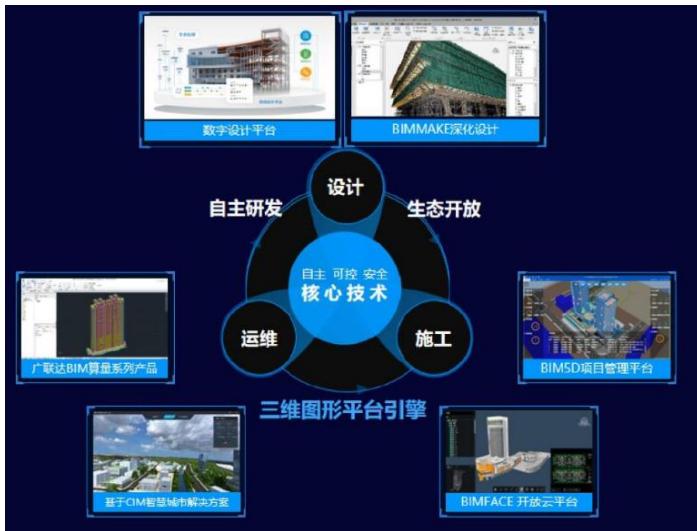 数字设计平台
BIMMAKE深化设计
设计
自主研发
生态开放
自主 可控 安全
核心技术
运维
施工
广联达BIM算量系列产品
BIM5D项目管理平台
三维图形平台引擎
基于CIM智慧城市解决方案
BIMFACE 开放云平台